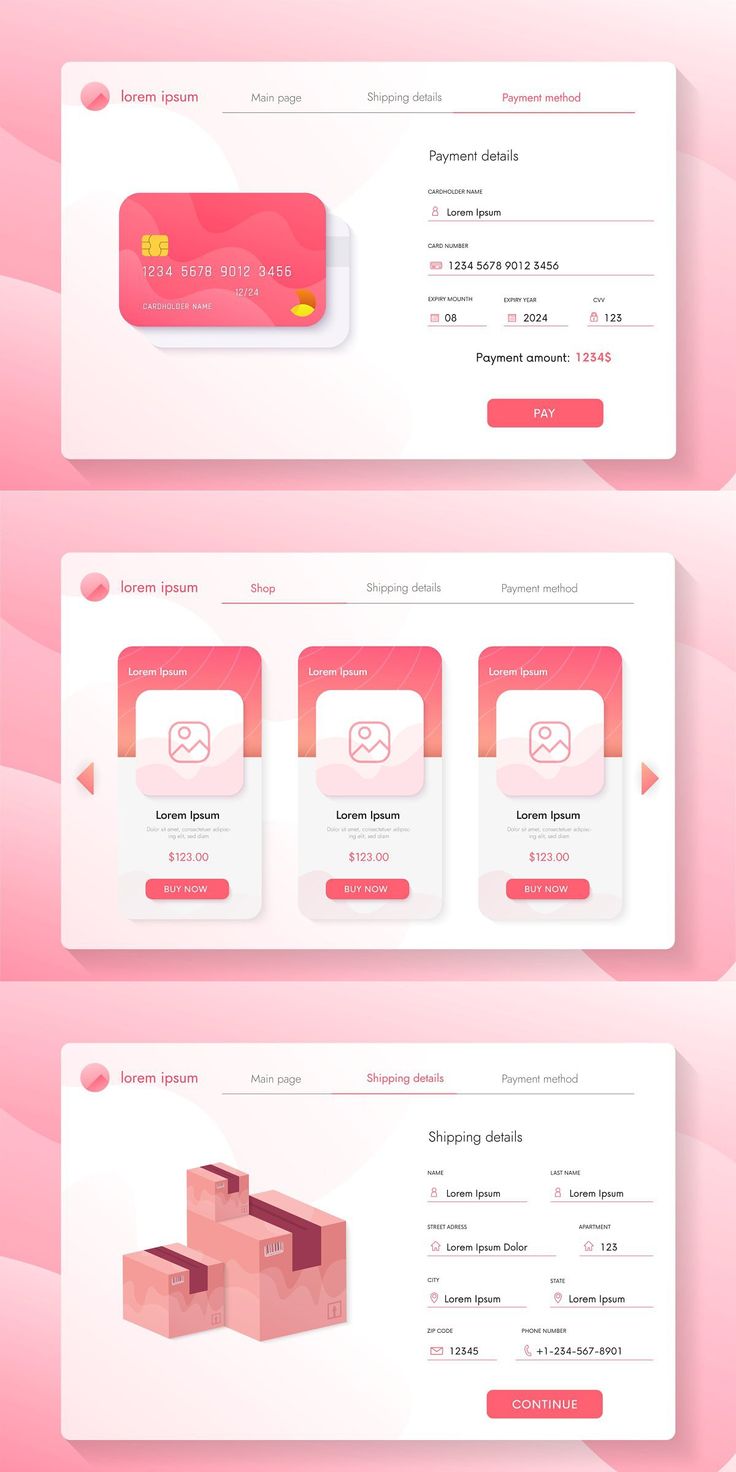 lorem ipsum
Main page
Shipping details
Payment method
Payment details
CARDHOLDER NAME
Lorem Ipsum
CARD NUMBER
1234 5678 9012 3456
EXPIRY MOUNTH
EXPIRY YEAR
CVV
08
2024
123
Payment amount: 1234$
PAY
1234 5678 9012 3456
12/24
CARDHOLDER NAME
lorem ipsum
Shop
Shipping details
Payment method
Lorem Ipsum
Lorem Ipsum
Dolor sit amet, consectetuer adipisc-
ing elit, sed diam
$123.00
BUY NOW
Lorem Ipsum
Lorem Ipsum
Dolor sit amet, consectetuer adipisc-
ing elit, sed diam
$123.00
BUY NOW
Lorem Ipsum
Lorem Ipsum
Dolor sit amet, consectetuer adipisc-
ing elit, sed diam
$123.00
BUY NOW
lorem ipsum
Main page
Shipping details
Payment method
Shipping details
NAME
LAST NAME
Lorem Ipsum
Lorem Ipsum
STREET ADRESS
APARTMENT
Lorem Ipsum Dolor
123
CITY
STATE
Lorem Ipsum
Lorem Ipsum
ZIP CODE
PHONE NUMBER
12345
+1-234-567-8901
CONTINUE